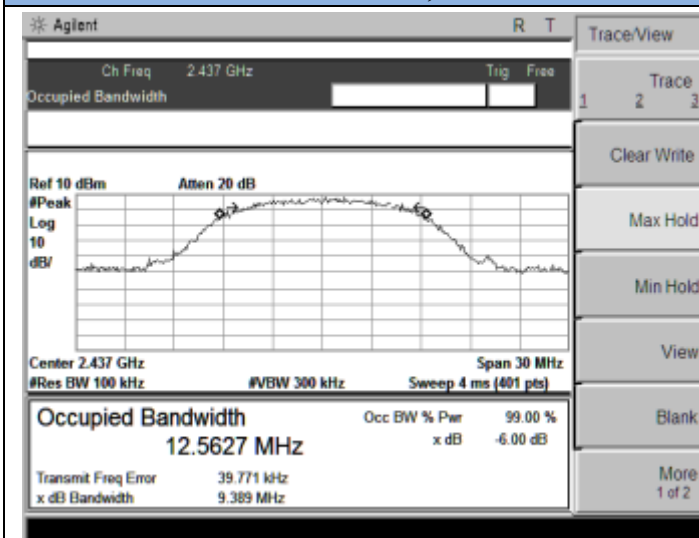 Agilent R T
Ch Freq 2.437 GHz Trig Free
Occupied Bandwidth
Ref 10 dBm Atten 20 dB
#Peak
Log
10
dB/
Center 2.437 GHz Span 30 MHz
#Res BW 100 kHz #VBW 300 kHz Sweep 4 ms (401 pts)
Occupied Bandwidth
12.5627 MHz
Occ BW % Pwr 99.00 %
x dB -6.00 dB
Transmit Freq Error 39.771 kHz
x dB Bandwidth 9.389 MHz
Trace/View
Trace
1 2 3
Clear Write
Max Hold
Min Hold
View
Blank
More
1 of 2